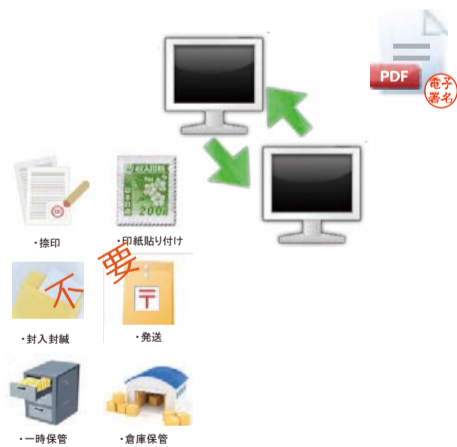 PDF
電子
署名
200
・捺印
・印紙貼り付け
不要
〒
・封入封緘
・発送
・一時保管
・倉庫保管